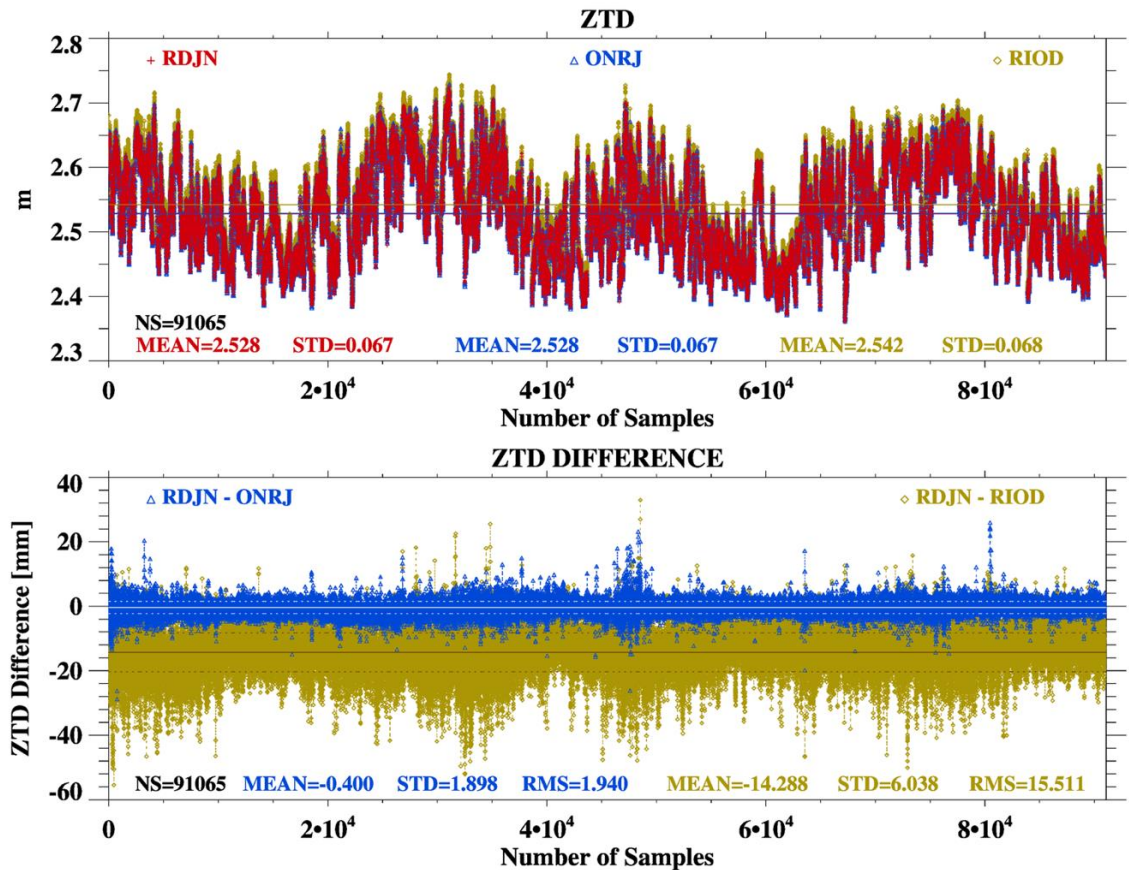 ZTD
2.8
+ RDJN △ ONRJ ◇ RIOD
2.7
2.6
m
2.5
2.4
NS=91065
MEAN=2.528 STD=0.067 MEAN=2.528 STD=0.067 MEAN=2.542 STD=0.068
2.3
0 2•10⁴ 4•10⁴ 6•10⁴ 8•10⁴
Number of Samples
ZTD DIFFERENCE
40
△ RDJN - ONRJ ◇ RDJN - RIOD
20
0
ZTD Difference [mm]
-20
-40
NS=91065 MEAN=-0.400 STD=1.898 RMS=1.940 MEAN=-14.288 STD=6.038 RMS=15.511
-60
0 2•10⁴ 4•10⁴ 6•10⁴ 8•10⁴
Number of Samples